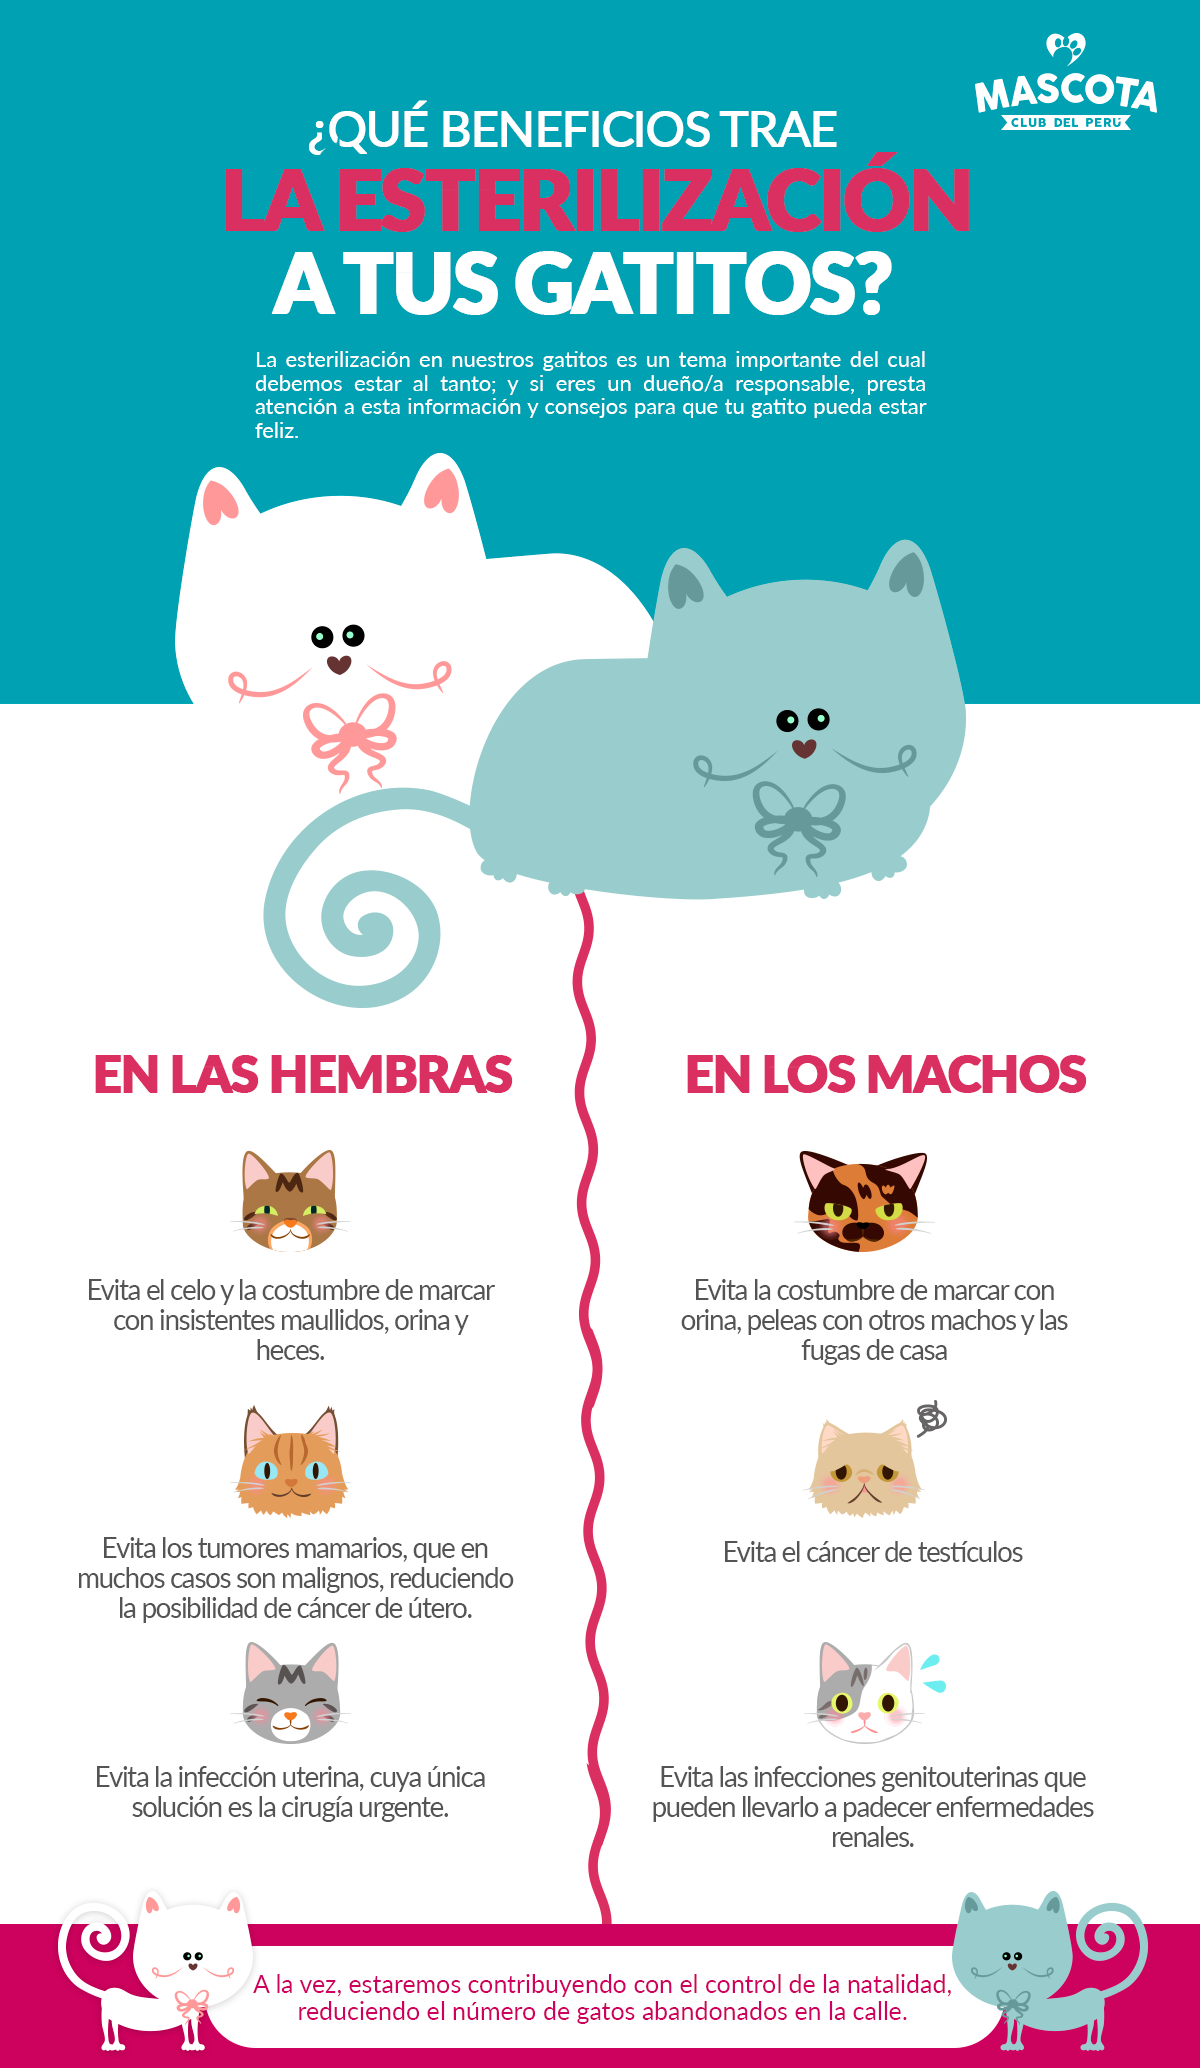 MASCOTA
CLUB DEL PERÚ
¿QUÉ BENEFICIOS TRAE
LA ESTERILIZACIÓN
A TUS GATITOS?
La esterilización en nuestros gatitos es un tema importante del cual
debemos estar al tanto; y si eres un dueño/a responsable, presta
atención a esta información y consejos para que tu gatito pueda estar
feliz.
EN LAS HEMBRAS
Evita el celo y la costumbre de marcar
con insistentes maullidos, orina y
heces.
Evita los tumores mamarios, que en
muchos casos son malignos, reduciendo
la posibilidad de cáncer de útero.
Evita la infección uterina, cuya única
solución es la cirugía urgente.
EN LOS MACHOS
Evita la costumbre de marcar con
orina, peleas con otros machos y las
fugas de casa
Evita el cáncer de testículos
Evita las infecciones genitouterinas que
pueden llevarlo a padecer enfermedades
renales.
A la vez, estaremos contribuyendo con el control de la natalidad,
reduciendo el número de gatos abandonados en la calle.